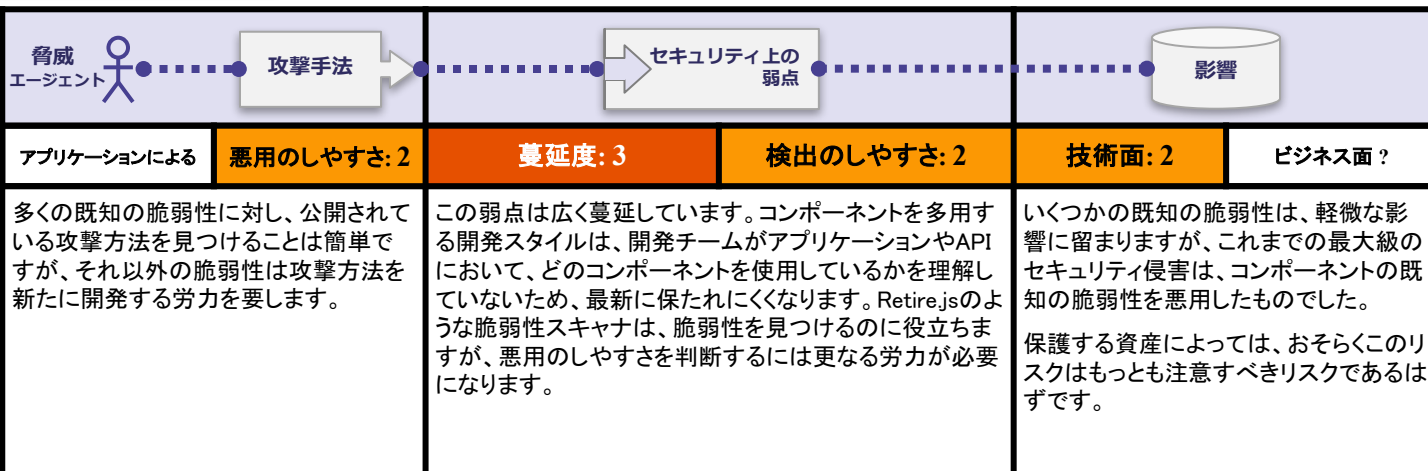 脅威
エージェント
攻撃手法
セキュリティ上の
弱点
影響
アプリケーションによる
悪用のしやすさ: 2
蔓延度: 3
検出のしやすさ: 2
技術面: 2
ビジネス面 ?
多くの既知の脆弱性に対し、公開されて
いる攻撃方法を見つけることは簡単で
すが、それ以外の脆弱性は攻撃方法を
新たに開発する労力を要します。
この弱点は広く蔓延しています。コンポーネントを多用す
る開発スタイルは、開発チームがアプリケーションやAPI
において、どのコンポーネントを使用しているかを理解し
ていないため、最新に保たれにくくなります。Retire.jsのよ
うな脆弱性スキャナは、脆弱性を見つけるのに役立ちま
すが、悪用のしやすさを判断するには更なる労力が必要
になります。
いくつかの既知の脆弱性は、軽微な影
響に留まりますが、これまでの最大級の
セキュリティ侵害は、コンポーネントの既
知の脆弱性を悪用したものでした。
保護する資産によっては、おそらくこのリ
スクはもっとも注意すべきリスクであるは
ずです。